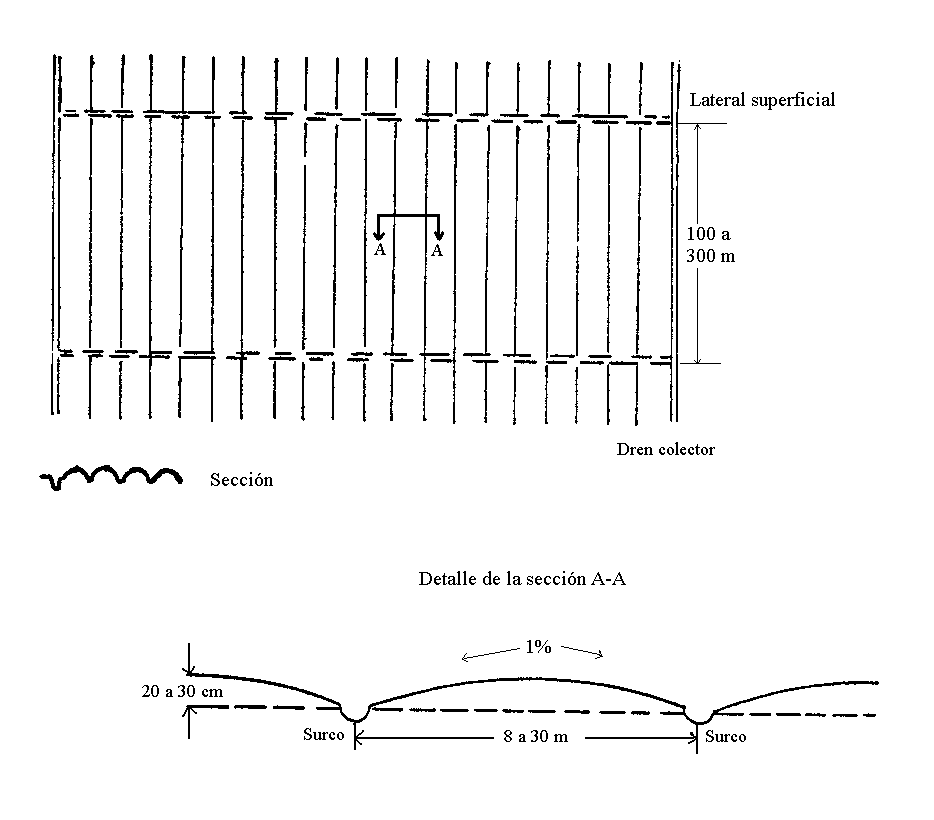 Lateral superficial
100 a
300 m
A A
Dren colector
Sección
Detalle de la sección A-A
1%
20 a 30 cm
Surco 8 a 30 m Surco